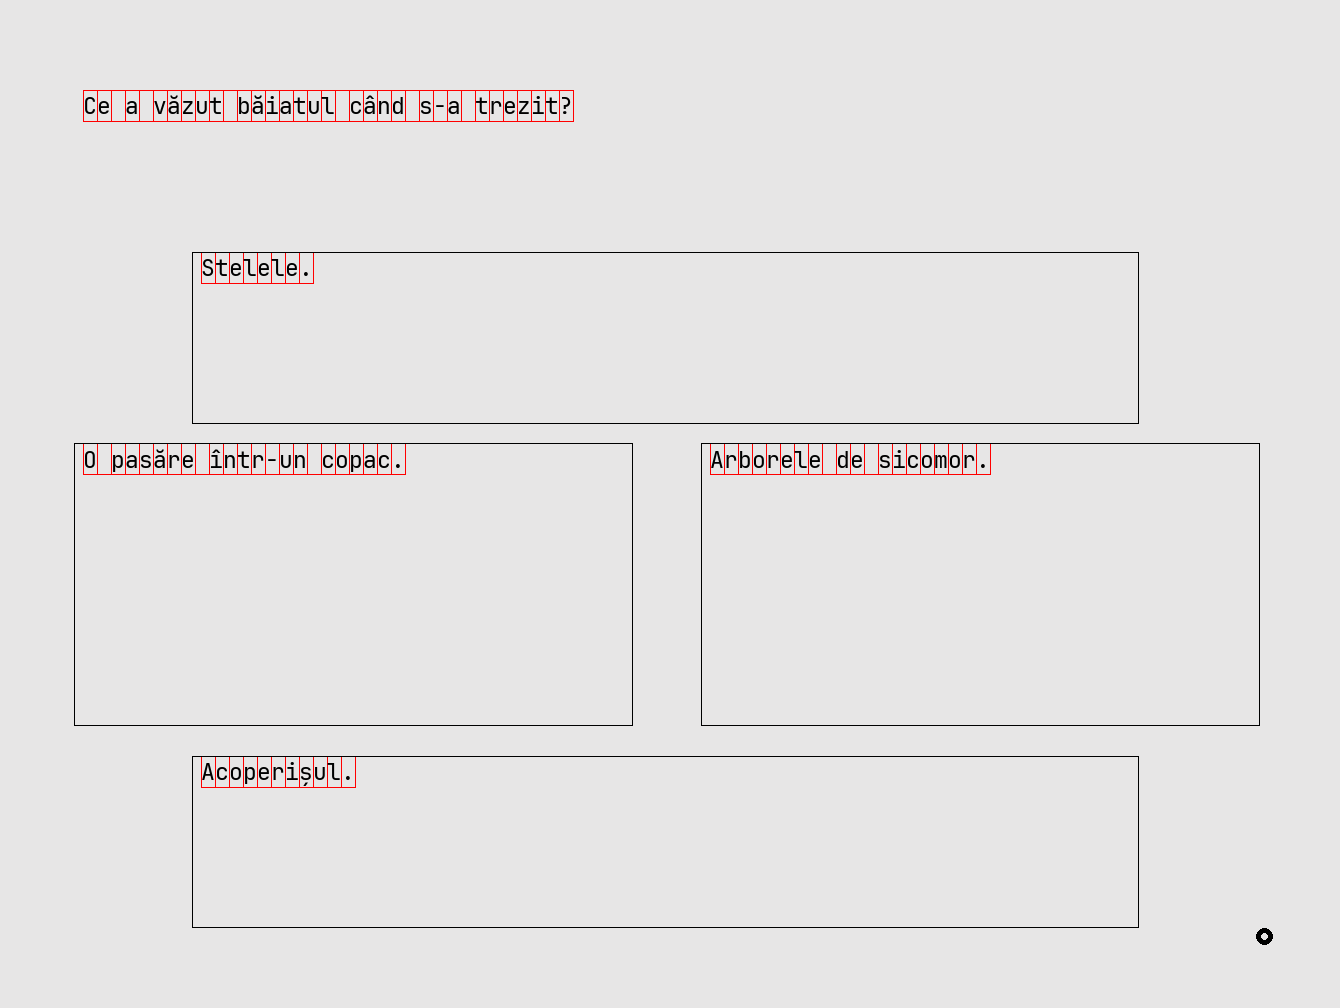 Ce a văzut băiatul când s-a trezit?
Stelele.
O pasăre într-un copac.
Arborele de sicomor.
Acoperișul.